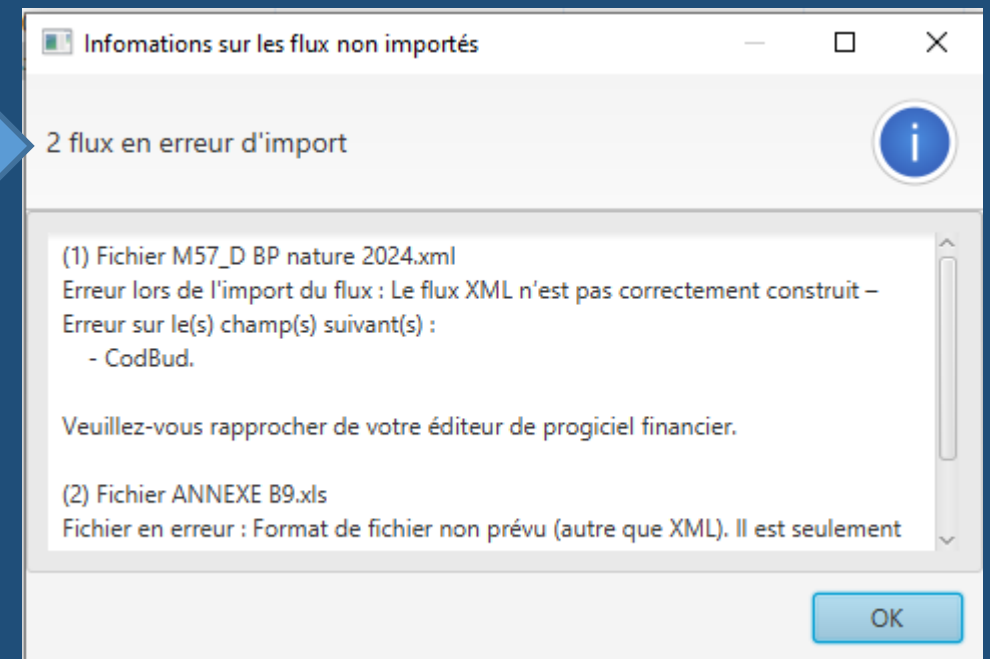 Infomations sur les flux non importés
2 flux en erreur d'import
(1) Fichier M57_D BP nature 2024.xml
Erreur lors de l'import du flux : Le flux XML n'est pas correctement construit –
Erreur sur le(s) champ(s) suivant(s) :
- CodBud.
Veuillez-vous rapprocher de votre éditeur de progiciel financier.
(2) Fichier ANNEXE B9.xls
Fichier en erreur : Format de fichier non prévu (autre que XML). Il est seulement
OK